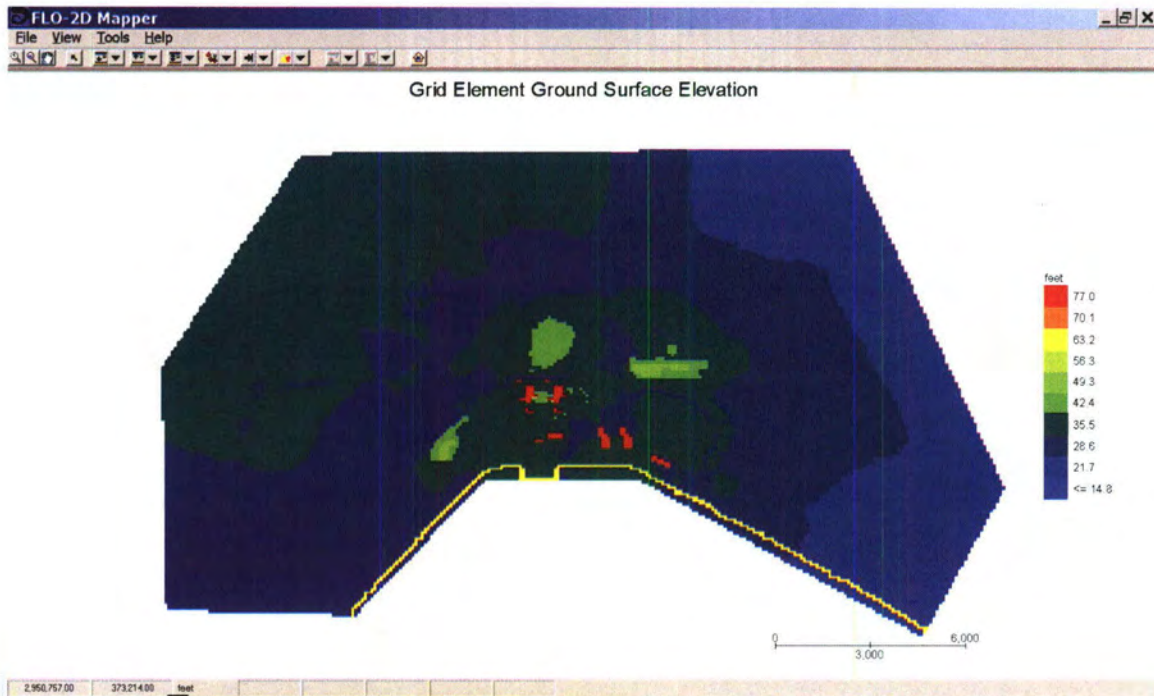 FLO-2D Mapper
File View Tools Help
Grid Element Ground Surface Elevation
feet
77.0
70.1
63.2
56.3
49.3
42.4
35.5
28.6
21.7
<= 14.8
0 6,000
3,000
2,950,757.00 373,214.00 feet